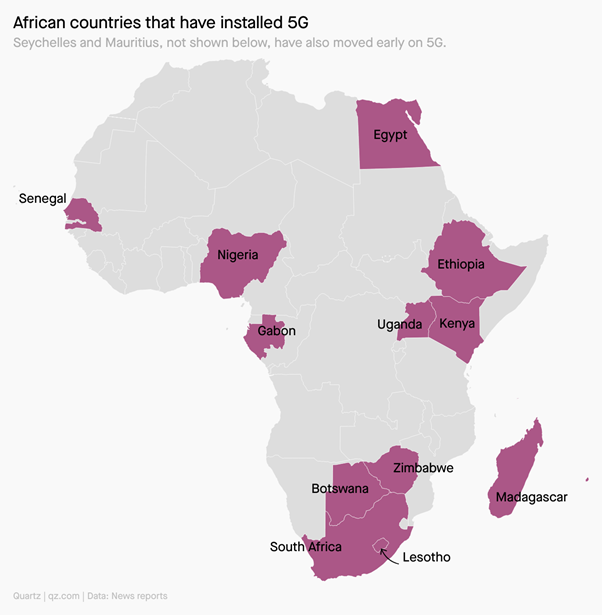 African countries that have installed 5G
Seychelles and Mauritius, not shown below, have also moved early on 5G.
Egypt
Senegal
Nigeria
Ethiopia
Gabon
Uganda
Kenya
Zimbabwe
Botswana
Madagascar
South Africa
Lesotho
Quartz | qz.com | Data: News reports